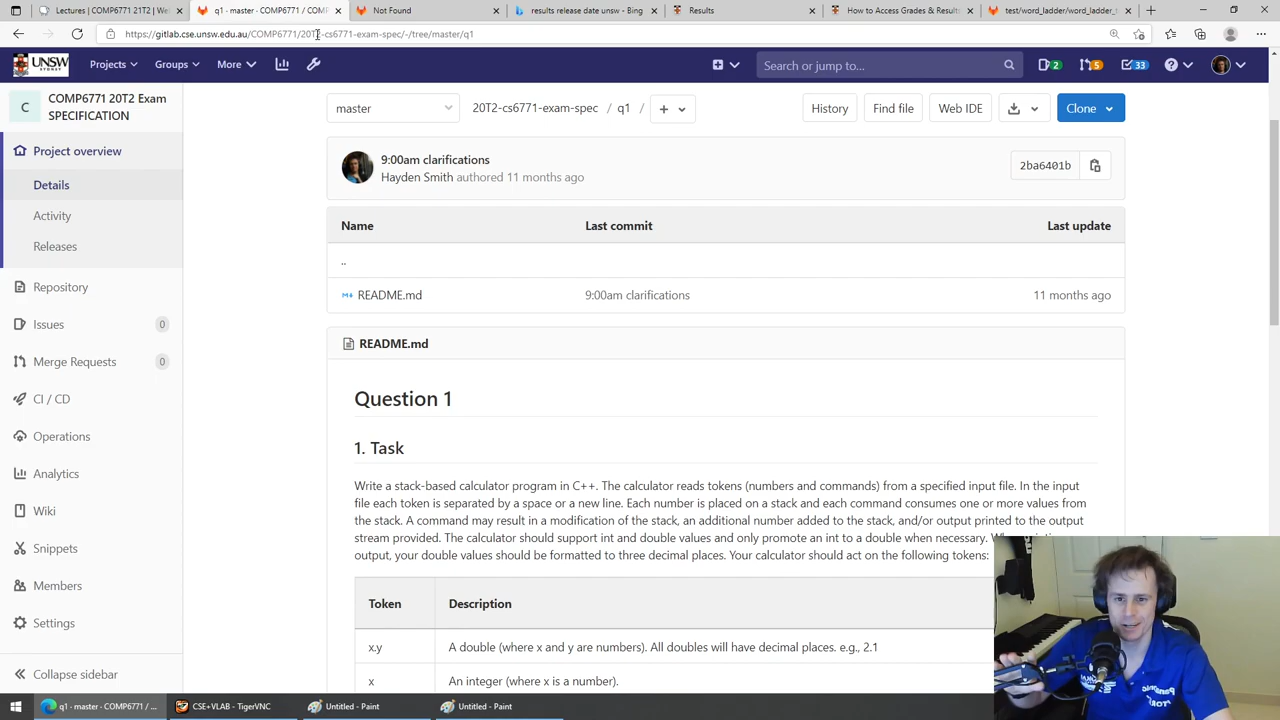 Lectures | COMP6771 21T2 | Wel
q1 · master · COMP6771 / COMP
Not Found
results release date unsw - Bing
Results
How to Access Grades & Results
test/word_ladder/word_ladder_t
https://gitlab.cse.unsw.edu.au/COMP6771/20T2-cs6771-exam-spec/-/tree/master/q1
UNSW
SYDNEY
Projects
Groups
More
Search or jump to...
2
5
33
C
COMP6771 20T2 Exam
SPECIFICATION
Project overview
Details
Activity
Releases
Repository
Issues
0
Merge Requests
0
CI / CD
Operations
Analytics
Wiki
Snippets
Members
Settings
Collapse sidebar
master
20T2-cs6771-exam-spec / q1 /
+
History
Find file
Web IDE
Clone
9:00am clarifications
Hayden Smith authored 11 months ago
2ba6401b
Name
Last commit
Last update
..
README.md
9:00am clarifications
11 months ago
README.md
Question 1
1. Task
Write a stack-based calculator program in C++. The calculator reads tokens (numbers and commands) from a specified input file. In the input
file each token is separated by a space or a new line. Each number is placed on a stack and each command consumes one or more values from
the stack. A command may result in a modification of the stack, an additional number added to the stack, and/or output printed to the output
stream provided. The calculator should support int and double values and only promote an int to a double when necessary.
output, your double values should be formatted to three decimal places. Your calculator should act on the following tokens:
Token
Description
x.y
A double (where x and y are numbers). All doubles will have decimal places. e.g., 2.1
x
An integer (where x is a number).
q1 · master · COMP6771 / ...
CSE+VLAB - TigerVNC
Untitled - Paint
Untitled - Paint